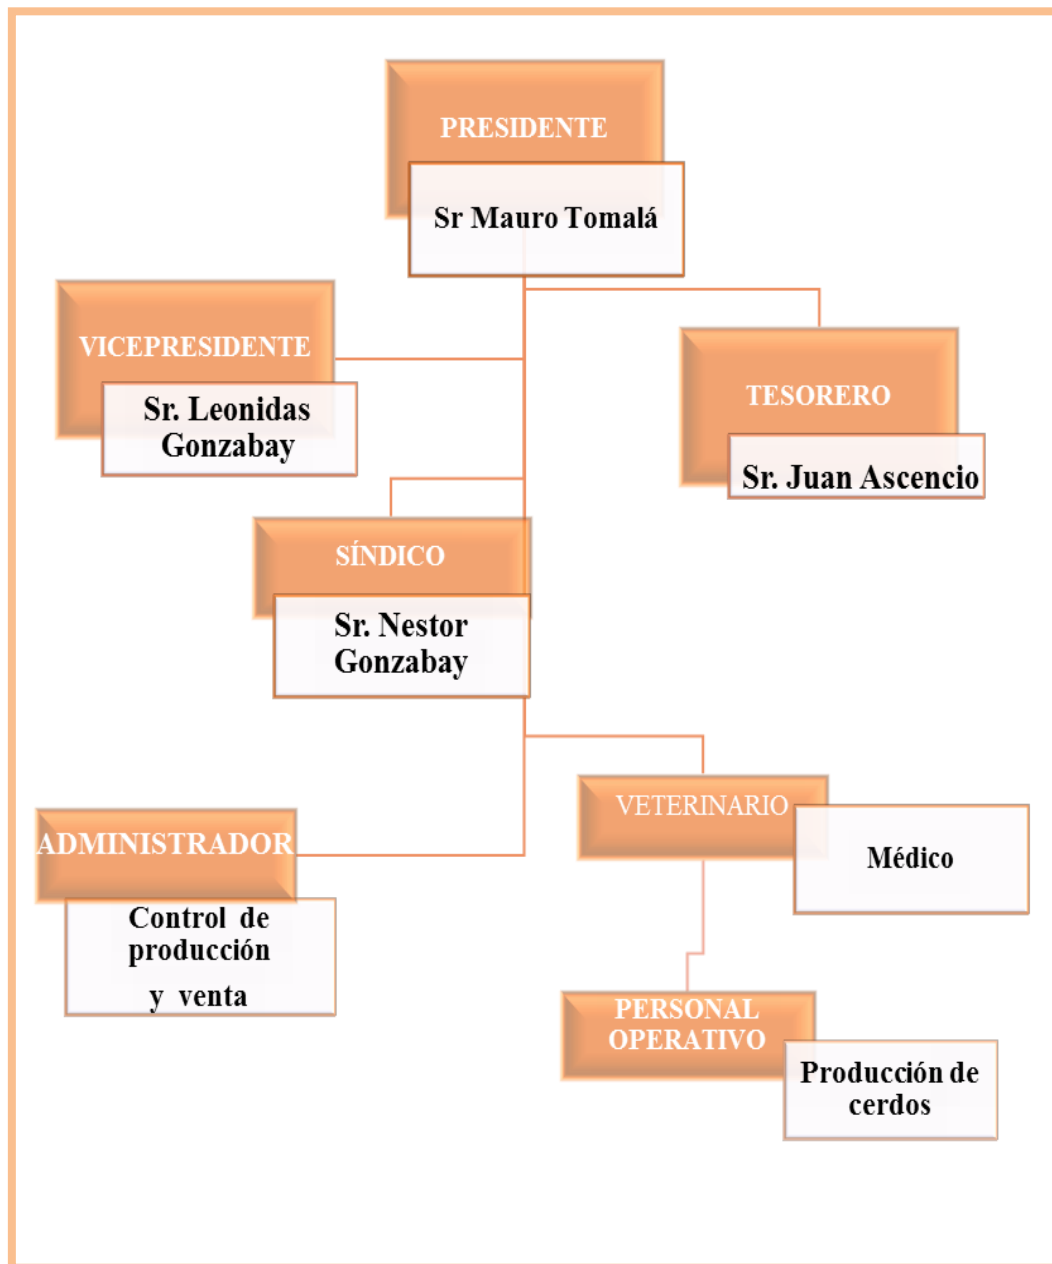 PRESIDENTE
Sr Mauro Tomalá
VICEPRESIDENTE
Sr. Leonidas
Gonzabay
TESORERO
Sr. Juan Ascencio
SÍNDICO
Sr. Nestor
Gonzabay
ADMINISTRADOR
Control de
producción
y venta
VETERINARIO
Médico
PERSONAL
OPERATIVO
Producción de
cerdos